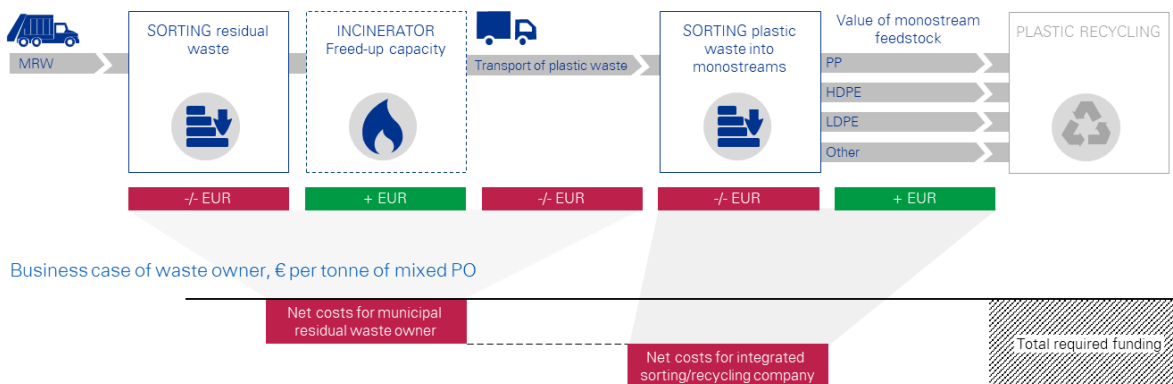 SORTING residual
waste
INCINERATOR
Freed-up capacity
SORTING plastic
waste into
monostreams
Value of monostream
feedstock
PLASTIC RECYCLING
MRW
Transport of plastic waste
PP
HDPE
LDPE
Other
-/- EUR
+ EUR
-/- EUR
-/- EUR
+ EUR
Business case of waste owner, € per tonne of mixed PO
Net costs for municipal
residual waste owner
Net costs for integrated
sorting/recycling company
Total required funding